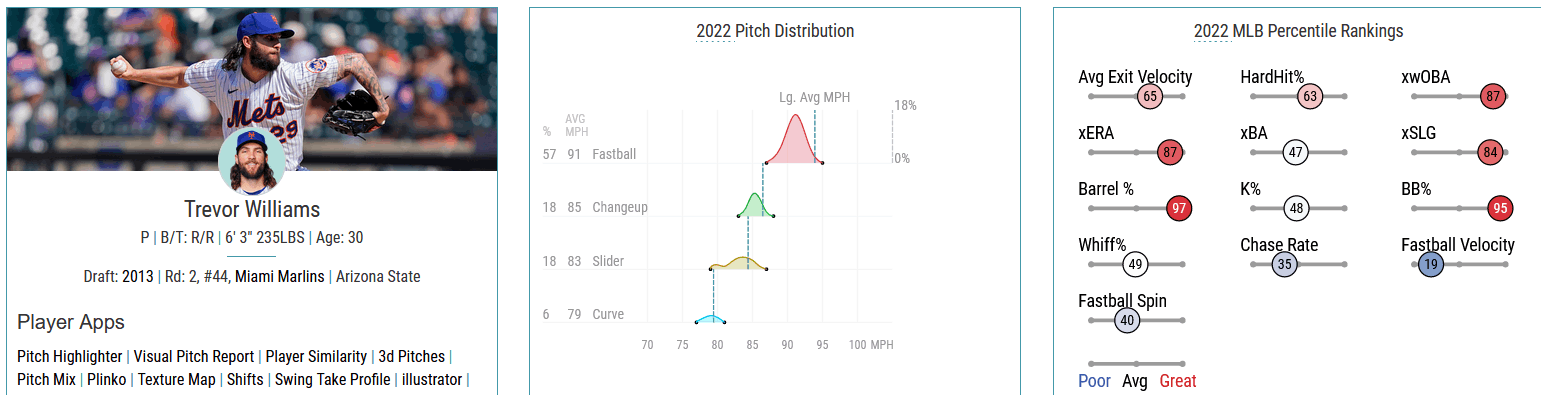 Mets
29
Trevor Williams
P | B/T: R/R | 6' 3" 235LBS | Age: 30
Draft: 2013 | Rd: 2, #44, Miami Marlins | Arizona State
Player Apps
Pitch Highlighter | Visual Pitch Report | Player Similarity | 3d Pitches |
Pitch Mix | Plinko | Texture Map | Shifts | Swing Take Profile | illustrator |
2022 Pitch Distribution
Lg. Avg MPH
18%
AVG
% MPH
57 91 Fastball
0%
18 85 Changeup
18 83 Slider
6 79 Curve
70 75 80 85 90 95 100 MPH
2022 MLB Percentile Rankings
Avg Exit Velocity HardHit% xwOBA
65 63 87
xERA xBA xSLG
87 47 84
Barrel % K% BB%
97 48 95
Whiff% Chase Rate Fastball Velocity
49 35 19
Fastball Spin
40
Poor Avg Great